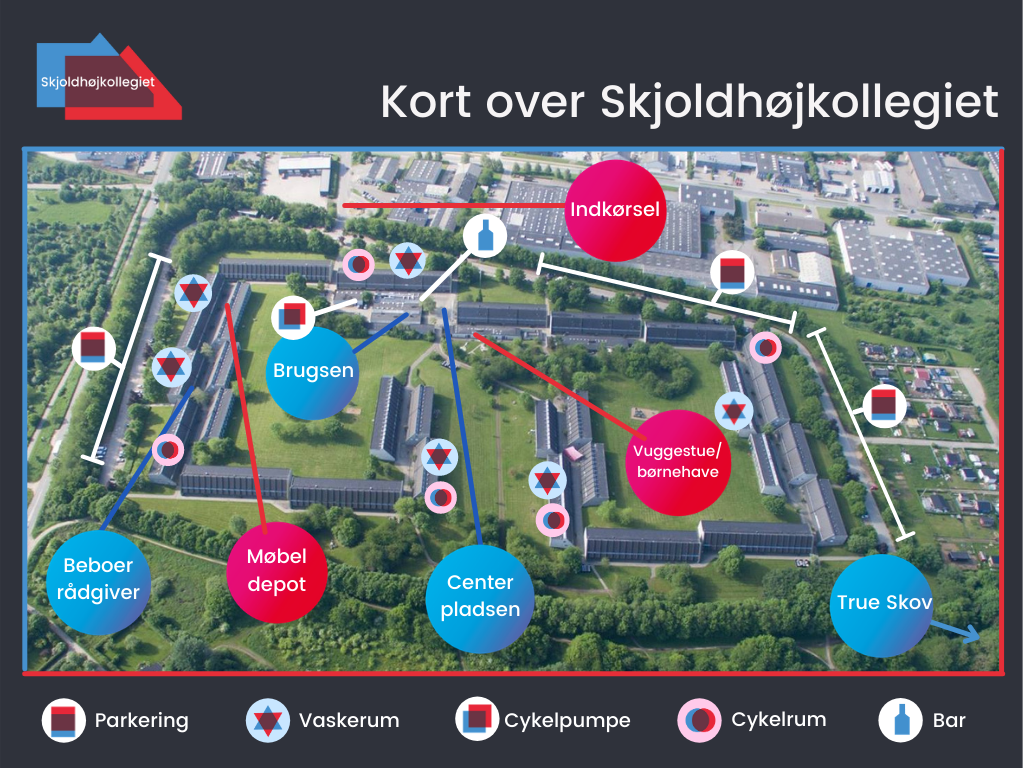 Skjoldhøjkollegiet
Kort over Skjoldhøjkollegiet
Indkørsel
Brugsen
Vuggestue/
børnehave
Beboer
rådgiver
Møbel
depot
Center
pladsen
True Skov
Parkering
Vaskerum
Cykelpumpe
Cykelrum
Bar